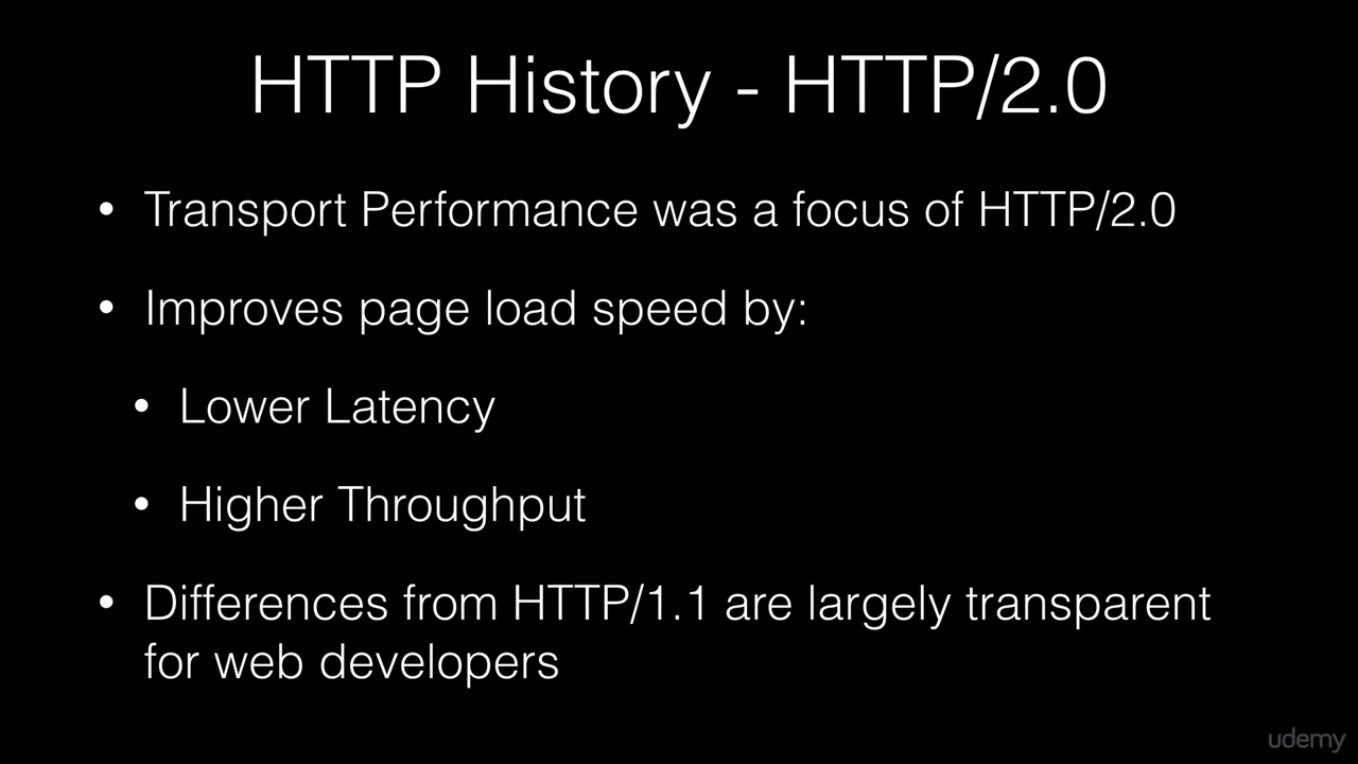 HTTP History - HTTP/2.0
• Transport Performance was a focus of HTTP/2.0
• Improves page load speed by:
• Lower Latency
• Higher Throughput
• Differences from HTTP/1.1 are largely transparent
for web developers
udemy